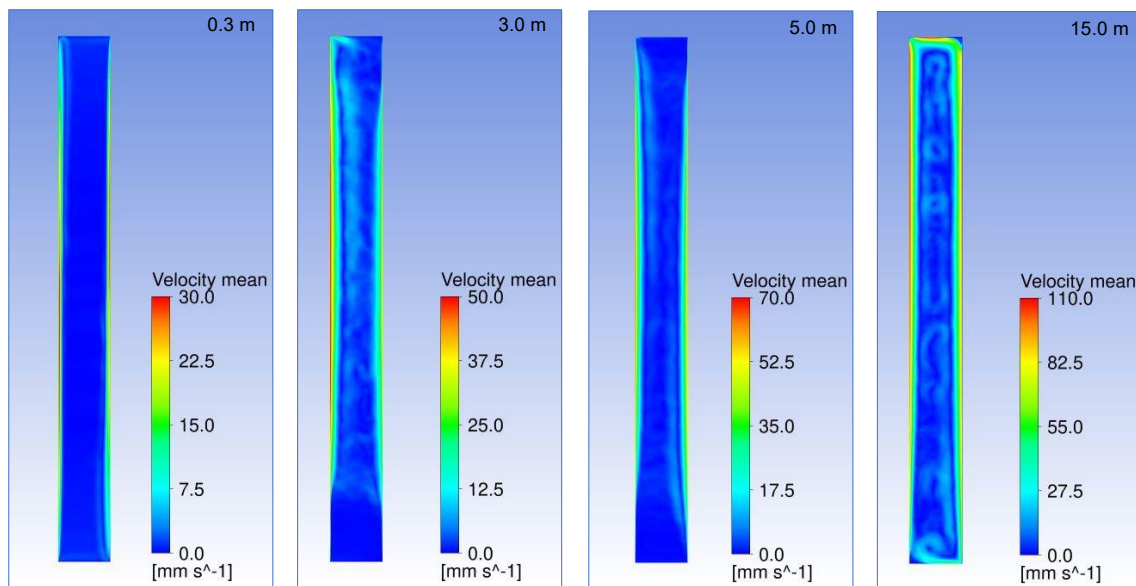 0.3 m
Velocity mean
30.0
22.5
15.0
7.5
0.0
[mm s^-1]
3.0 m
Velocity mean
50.0
37.5
25.0
12.5
0.0
[mm s^-1]
5.0 m
Velocity mean
70.0
52.5
35.0
17.5
0.0
[mm s^-1]
15.0 m
Velocity mean
110.0
82.5
55.0
27.5
0.0
[mm s^-1]